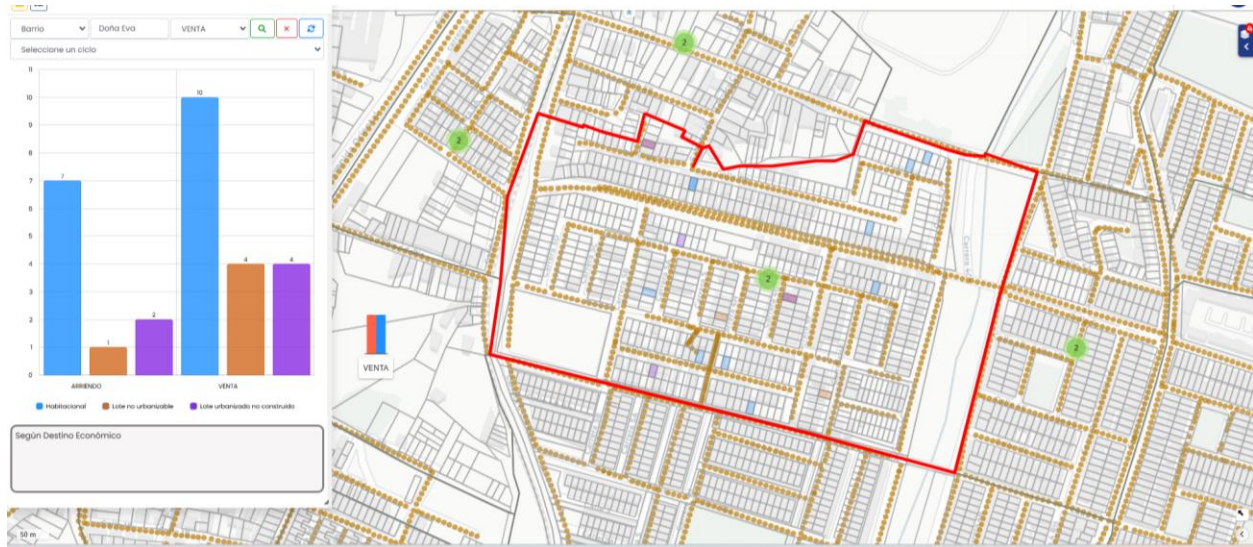 Barrio
Doña Eva
VENTA
Seleccione un ciclo
11
10
9
8
7
6
5
4
3
2
1
0
7
1
2
10
4
4
ARRIENDO
VENTA
Habitacional
Lote no urbanizable
Lote urbanizado no construido
Según Destino Económico
VENTA
2
2
2
2
50 m